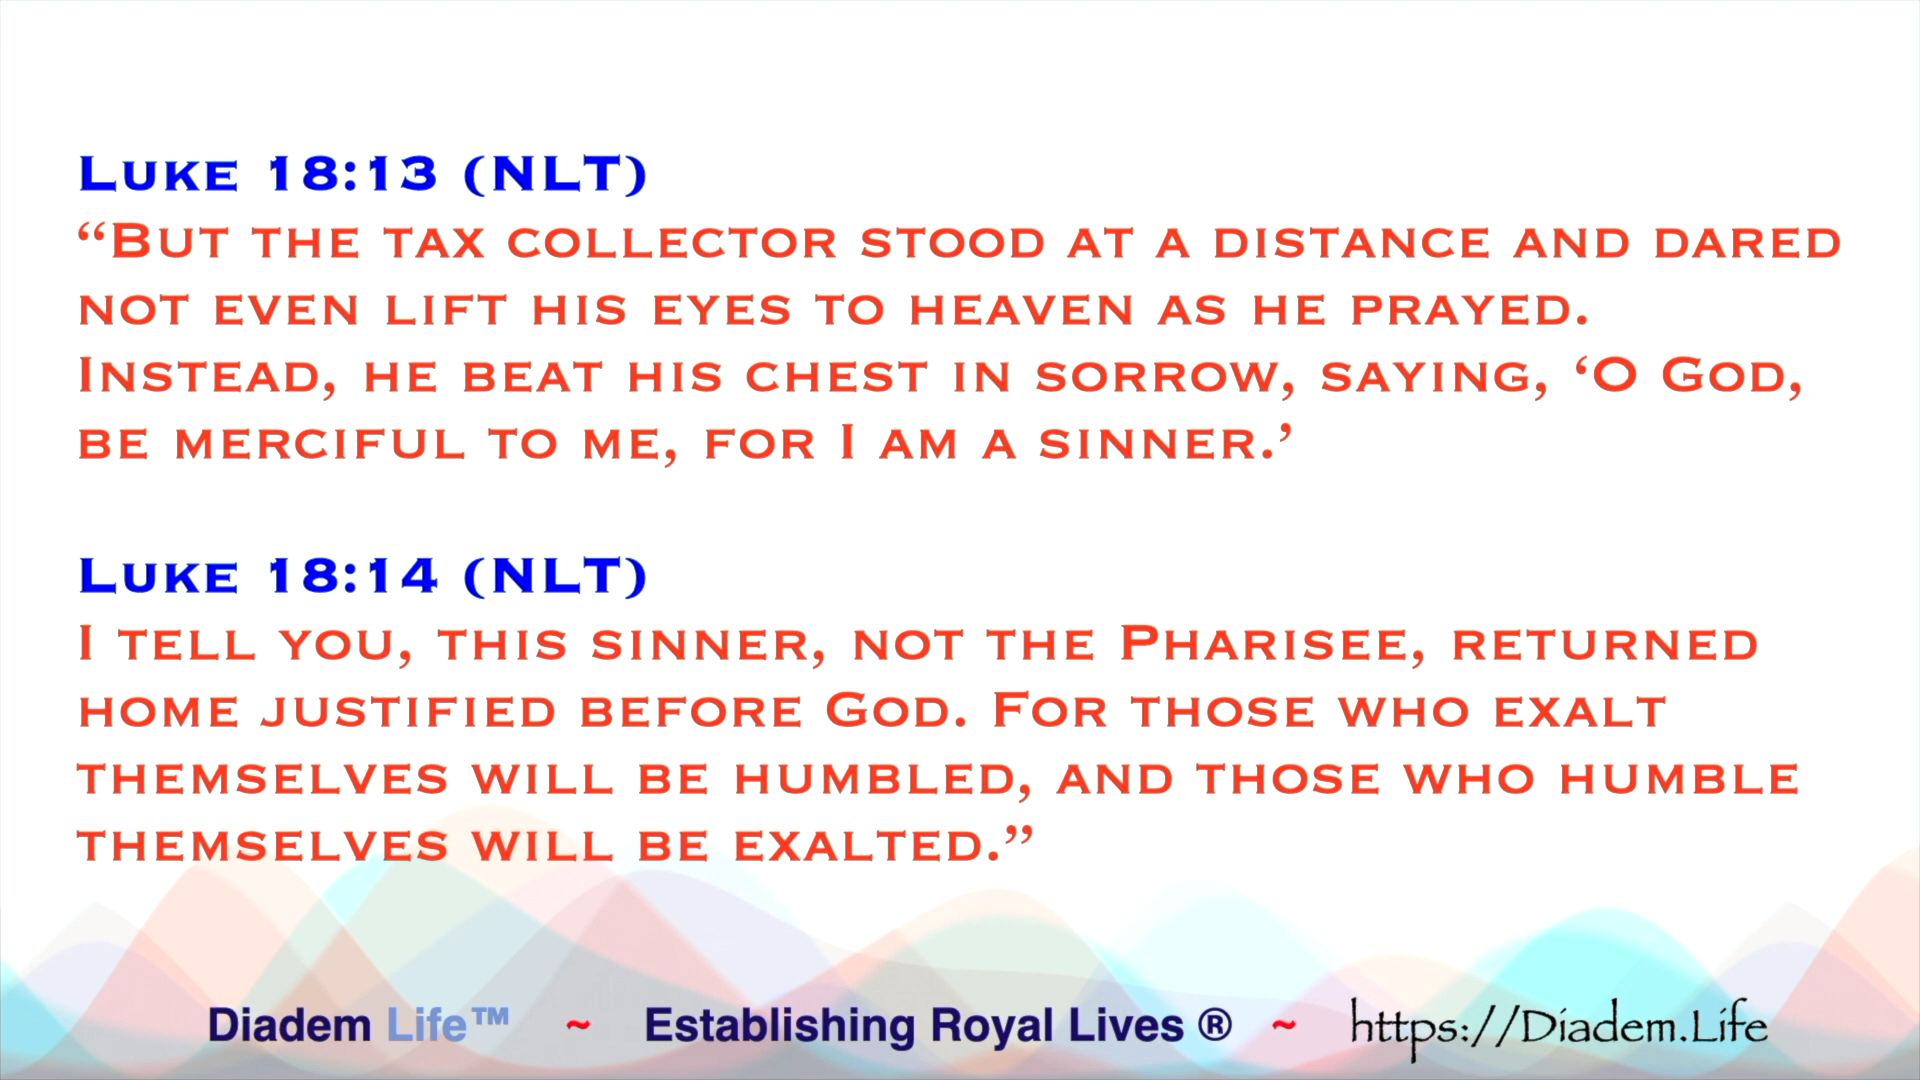 Luke 18:13 (NLT)
“But the tax collector stood at a distance and dared
not even lift his eyes to heaven as he prayed.
Instead, he beat his chest in sorrow, saying, ‘O God,
be merciful to me, for I am a sinner.’
Luke 18:14 (NLT)
I tell you, this sinner, not the Pharisee, returned
home justified before God. For those who exalt
themselves will be humbled, and those who humble
themselves will be exalted.”
Diadem Life™ ~ Establishing Royal Lives ® ~ https://Diadem.Life